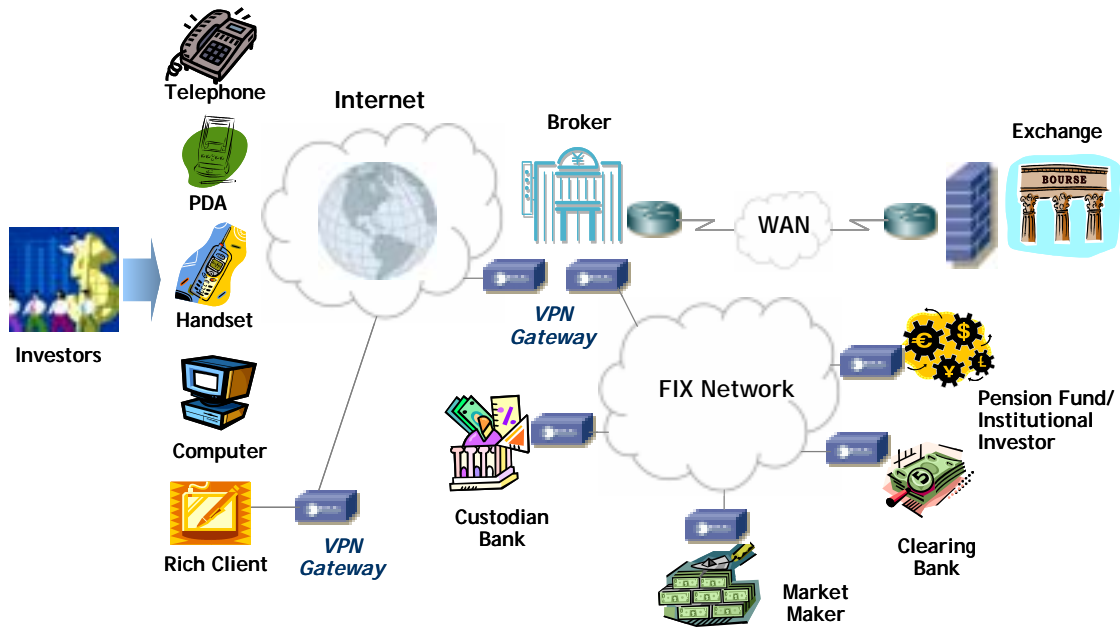 Telephone
Internet
Broker
Exchange
BOURSE
PDA
WAN
Handset
VPN
Gateway
Investors
FIX Network
Pension Fund/
Institutional
Investor
Computer
Custodian
Bank
Clearing
Bank
Rich Client
VPN
Gateway
Market
Maker